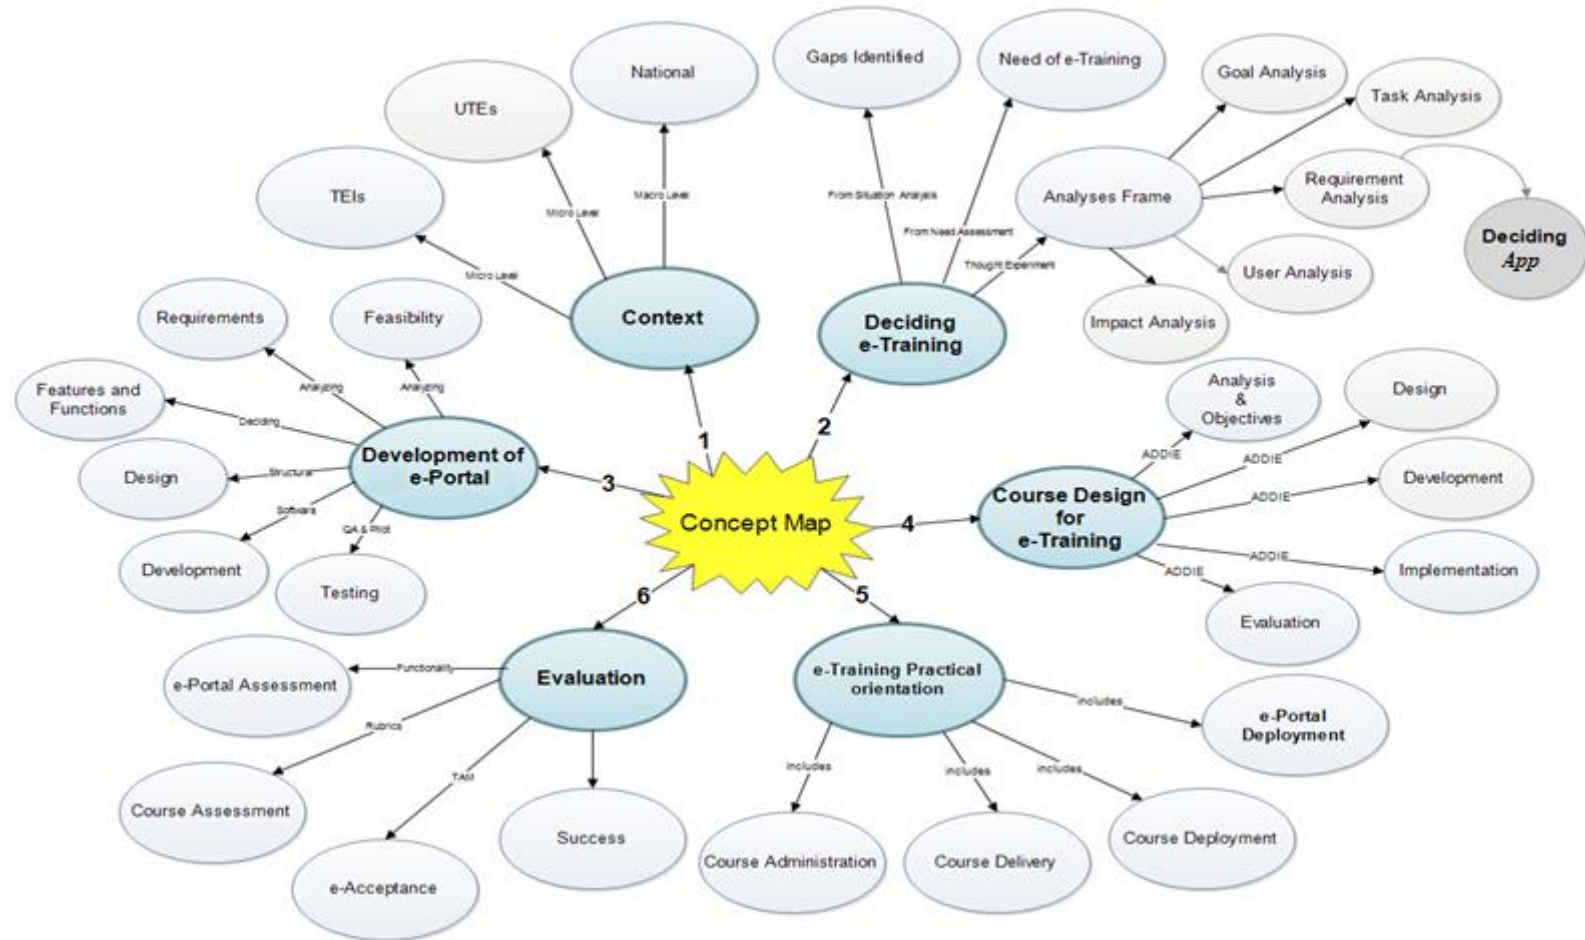 Gaps Identified
Need of e-Training
National
Goal Analysis
Task Analysis
UTEs
TEIs
Macro Level
Micro Level
Micro Level
From Situation Analysis
From Need Assessment
Thought Experiment
Analyses Frame
Requirement
Analysis
Deciding
App
User Analysis
Impact Analysis
Context
Deciding
e-Training
Requirements
Feasibility
Features and
Functions
Analyzing
Analyzing
Deciding
Structural
Software
QA & Pilot
Design
Development
Testing
Development of
e-Portal
1
2
3
Concept Map
4
5
6
Course Design
for
e-Training
Analysis
&
Objectives
Design
Development
Implementation
Evaluation
ADDIE
ADDIE
ADDIE
ADDIE
ADDIE
Evaluation
Functionality
Rubrics
TAM
e-Portal Assessment
Course Assessment
e-Acceptance
Success
e-Training Practical
orientation
includes
includes
includes
includes
e-Portal
Deployment
Course Administration
Course Delivery
Course Deployment